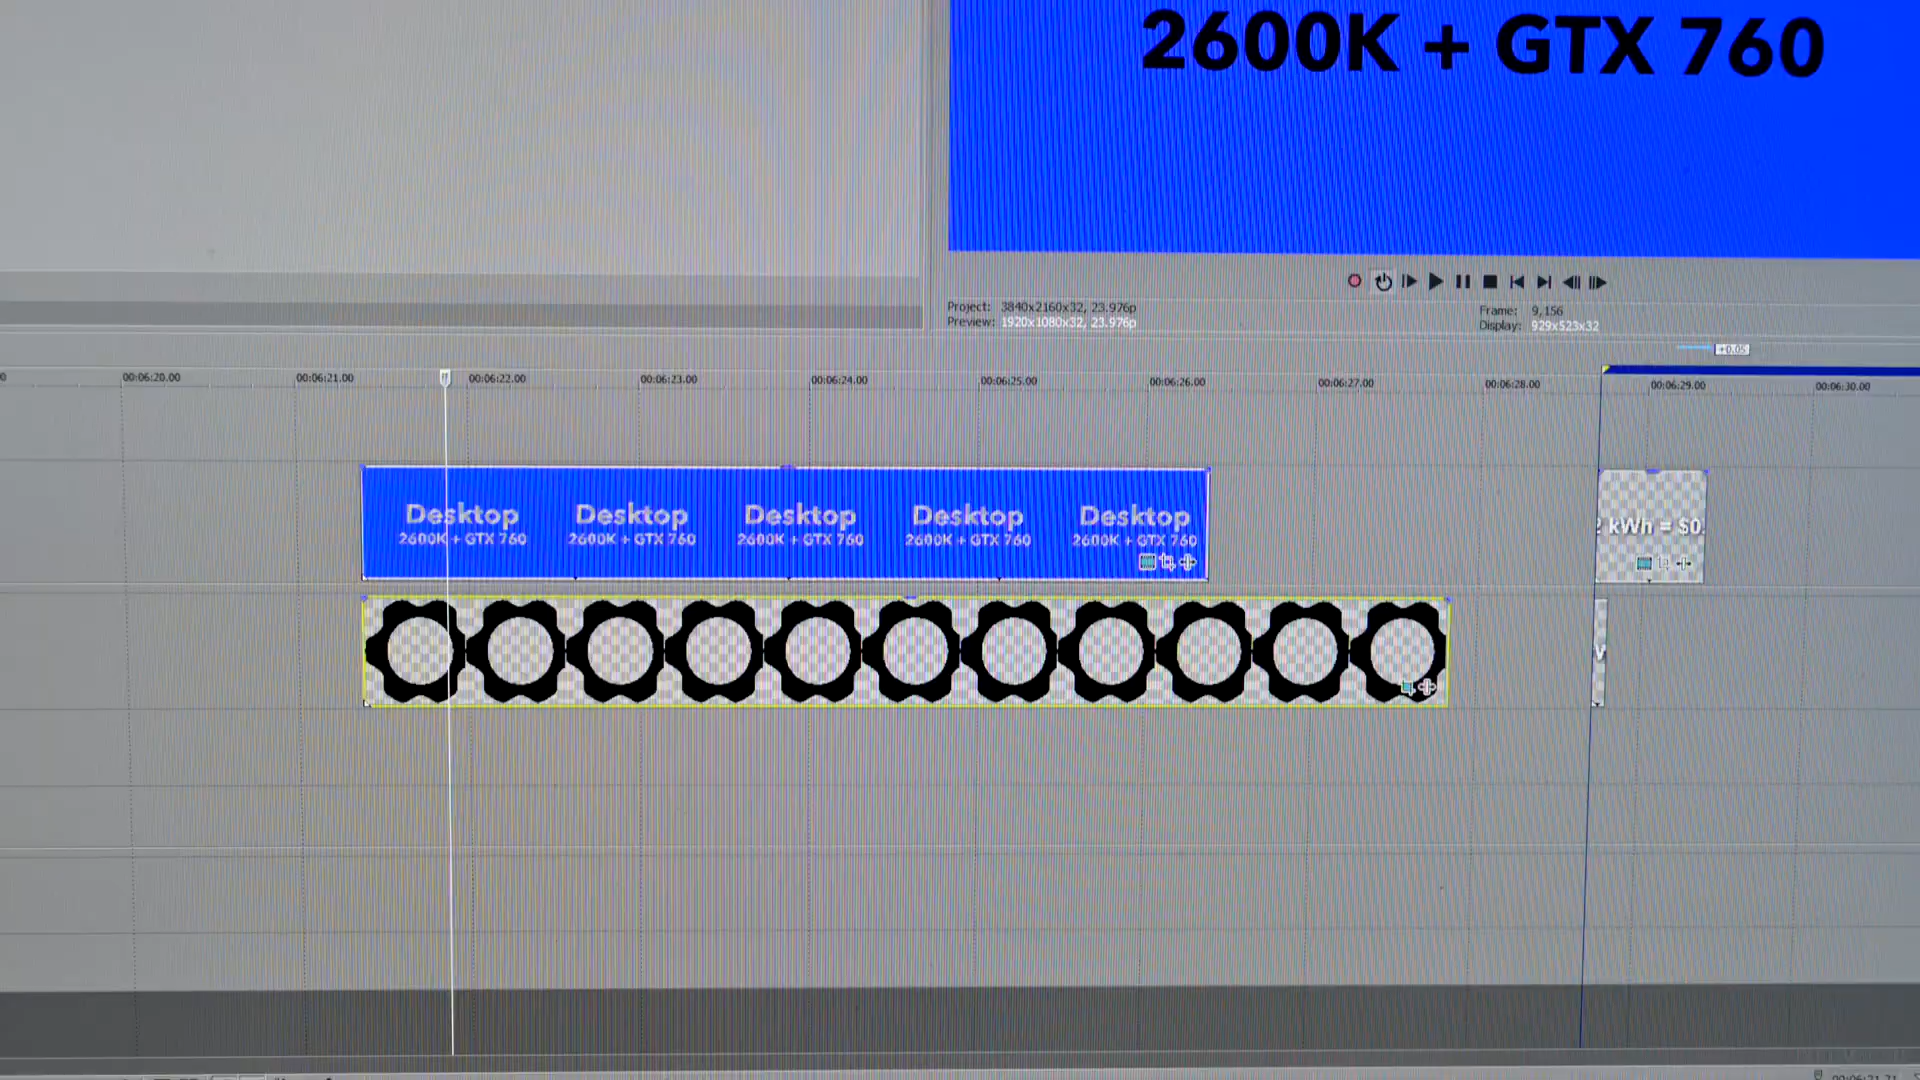 2600K + GTX 760
Project: 3840x2160x32, 23.976p
Preview: 1920x1080x32, 23.976p
Frame: 9,156
Display: 929x523x32
+0.05
00:06:20.00 00:06:21.00 00:06:22.00 00:06:23.00 00:06:24.00 00:06:25.00 00:06:26.00 00:06:27.00 00:06:28.00 00:06:29.00 00:06:30.00
Desktop Desktop Desktop Desktop Desktop
2600K + GTX 760 2600K + GTX 760 2600K + GTX 760 2600K + GTX 760 2600K + GTX 760
kWh = $0.